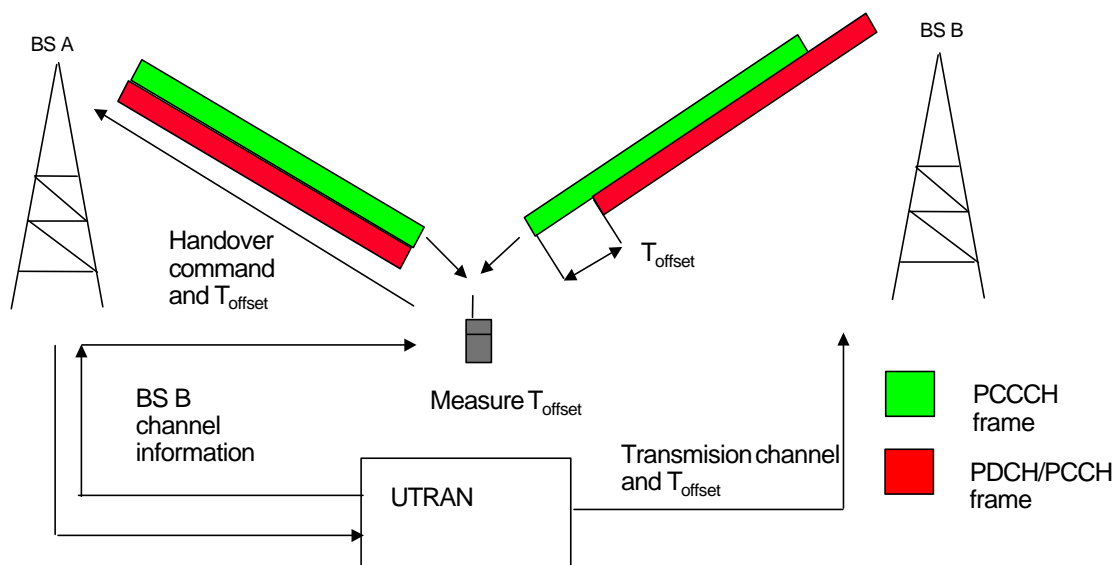 BS A
BS B
Handover
command
and Toffset
Toffset
Measure Toffset
BS B
channel
information
UTRAN
Transmision channel
and Toffset
PCCCH
frame
PDCH/PCCH
frame